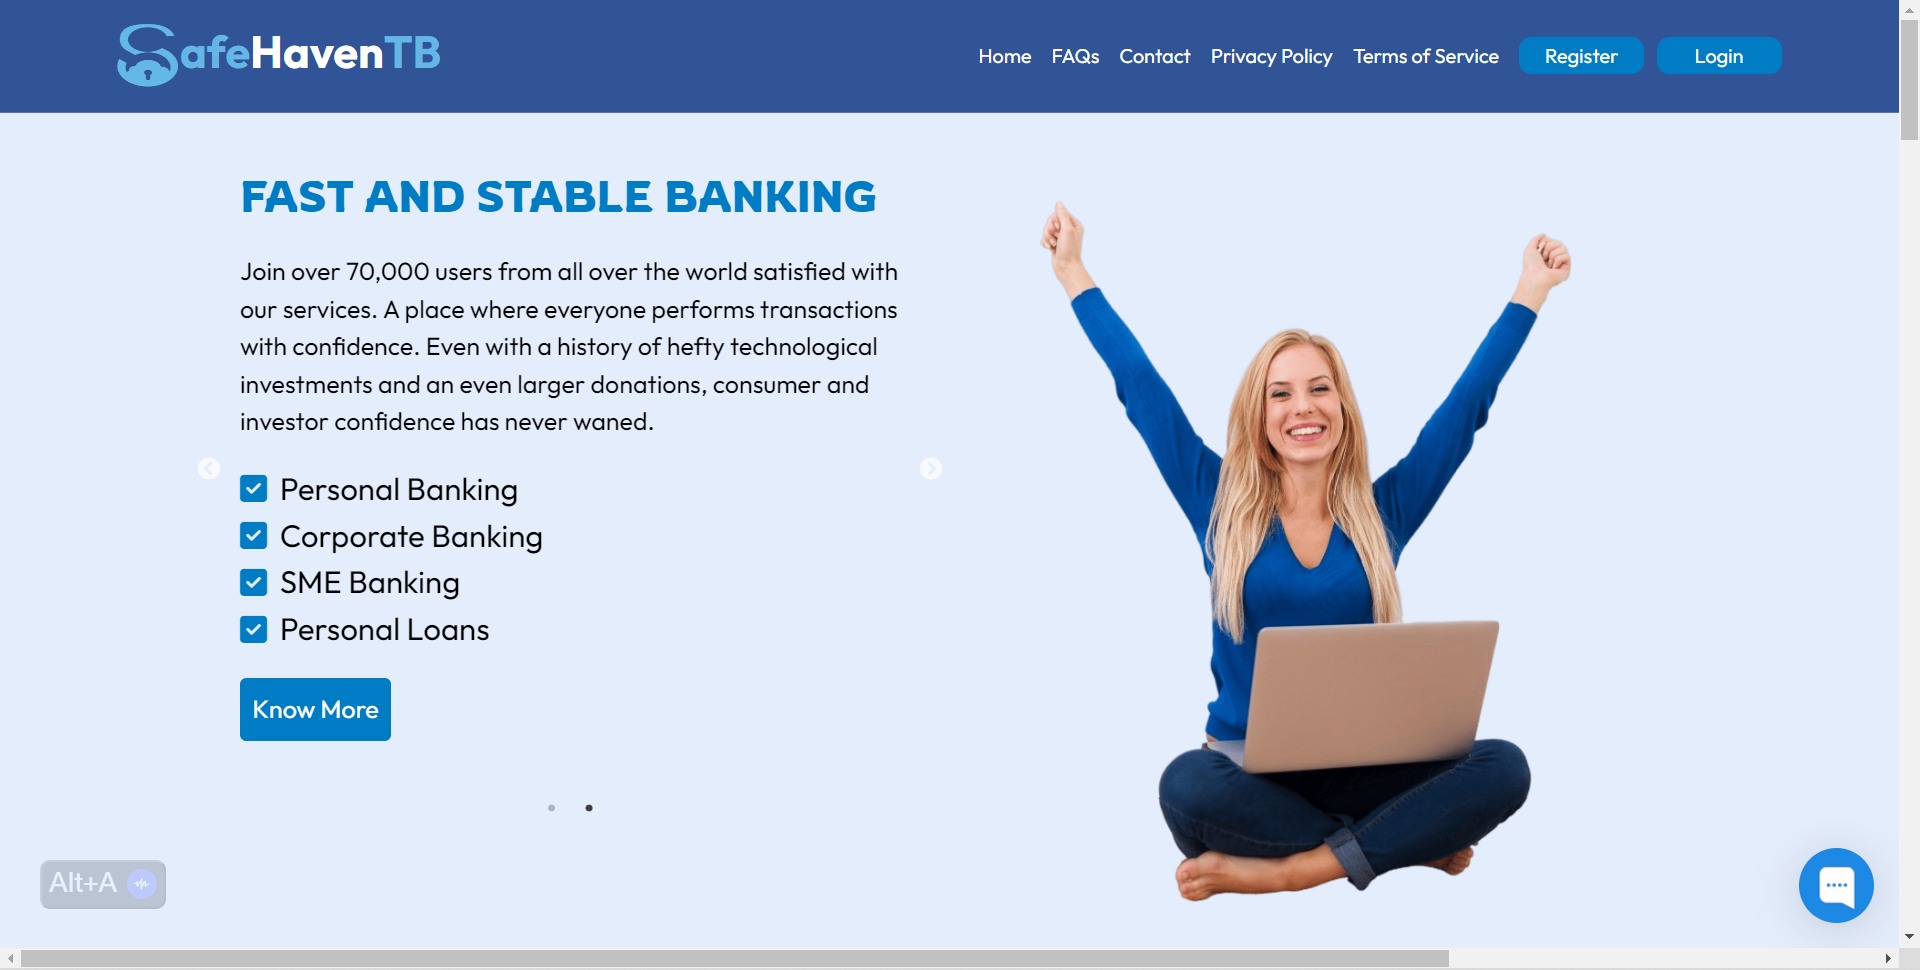 SafeHavenTB
Home FAQs Contact Privacy Policy Terms of Service Register Login
FAST AND STABLE BANKING
Join over 70,000 users from all over the world satisfied with
our services. A place where everyone performs transactions
with confidence. Even with a history of hefty technological
investments and an even larger donations, consumer and
investor confidence has never waned.
Personal Banking
Corporate Banking
SME Banking
Personal Loans
Know More
Alt+A